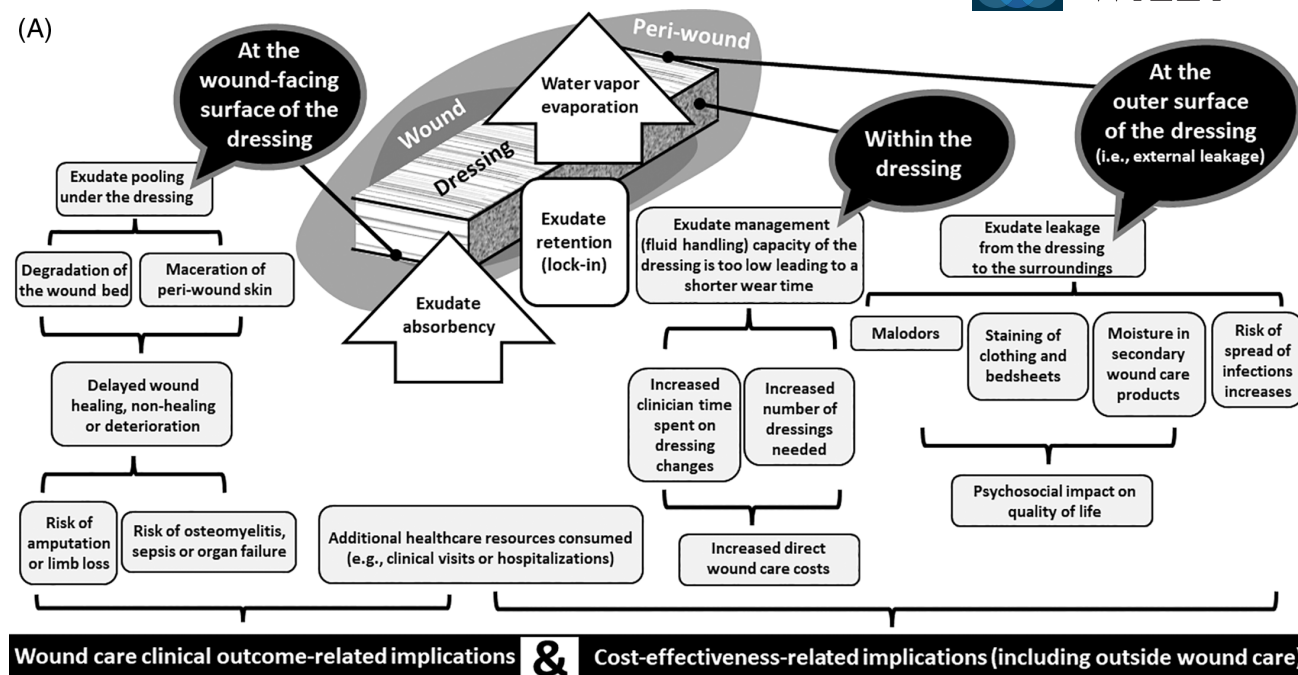 (A)
At the
wound-facing
surface of the
dressing
Peri-wound
Water vapor
evaporation
Wound
Dressing
At the
outer surface
of the dressing
(i.e., external leakage)
Within the
dressing
Exudate pooling
under the dressing
Exudate
retention
(lock-in)
Exudate
absorbency
Exudate management
(fluid handling) capacity of the
dressing is too low leading to a
shorter wear time
Exudate leakage
from the dressing
to the surroundings
Degradation of
the wound bed
Maceration of
peri-wound skin
Malodors
Staining of
clothing and
bedsheets
Moisture in
secondary
wound care
products
Risk of
spread of
infections
increases
Delayed wound
healing, non-healing
or deterioration
Increased
clinician time
spent on
dressing
changes
Increased
number of
dressings
needed
Psychosocial impact on
quality of life
Risk of
amputation
or limb loss
Risk of osteomyelitis,
sepsis or organ failure
Additional healthcare resources consumed
(e.g., clinical visits or hospitalizations)
Increased direct
wound care costs
Wound care clinical outcome-related implications & Cost-effectiveness-related implications (including outside wound care)